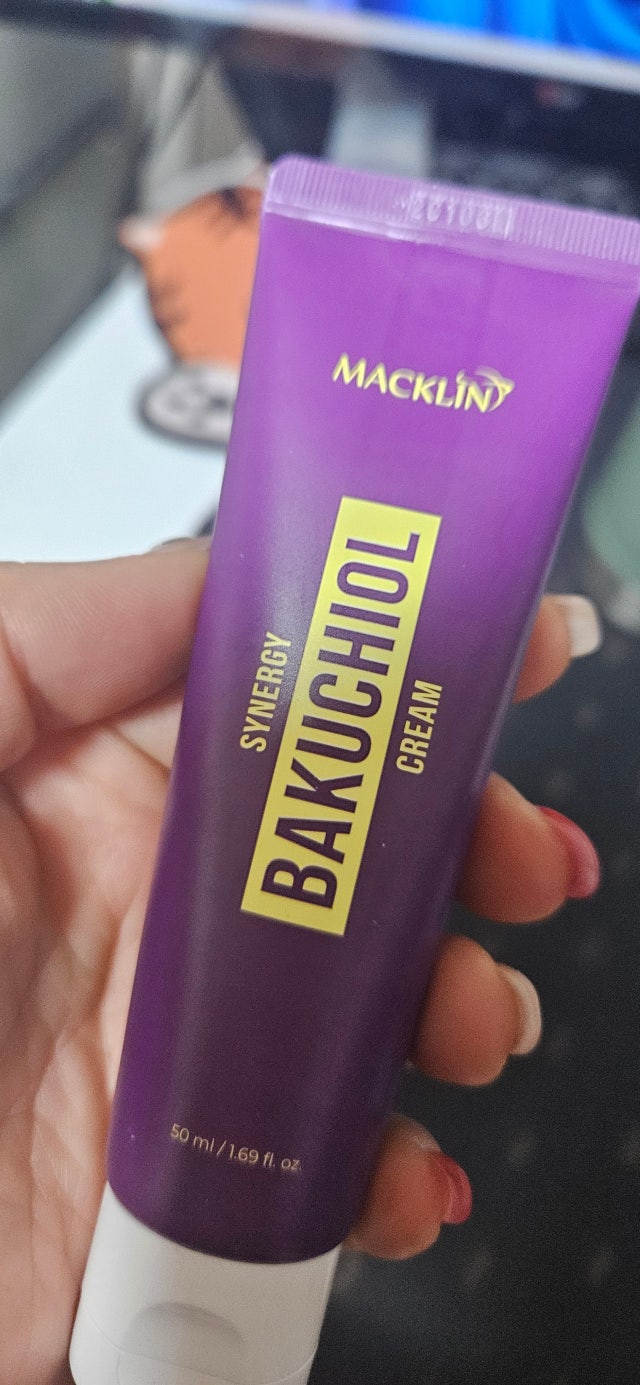 MACKLIN
SYNERGY
BAKUCHIOL
CREAM
50 ml / 1.69 fl. oz.